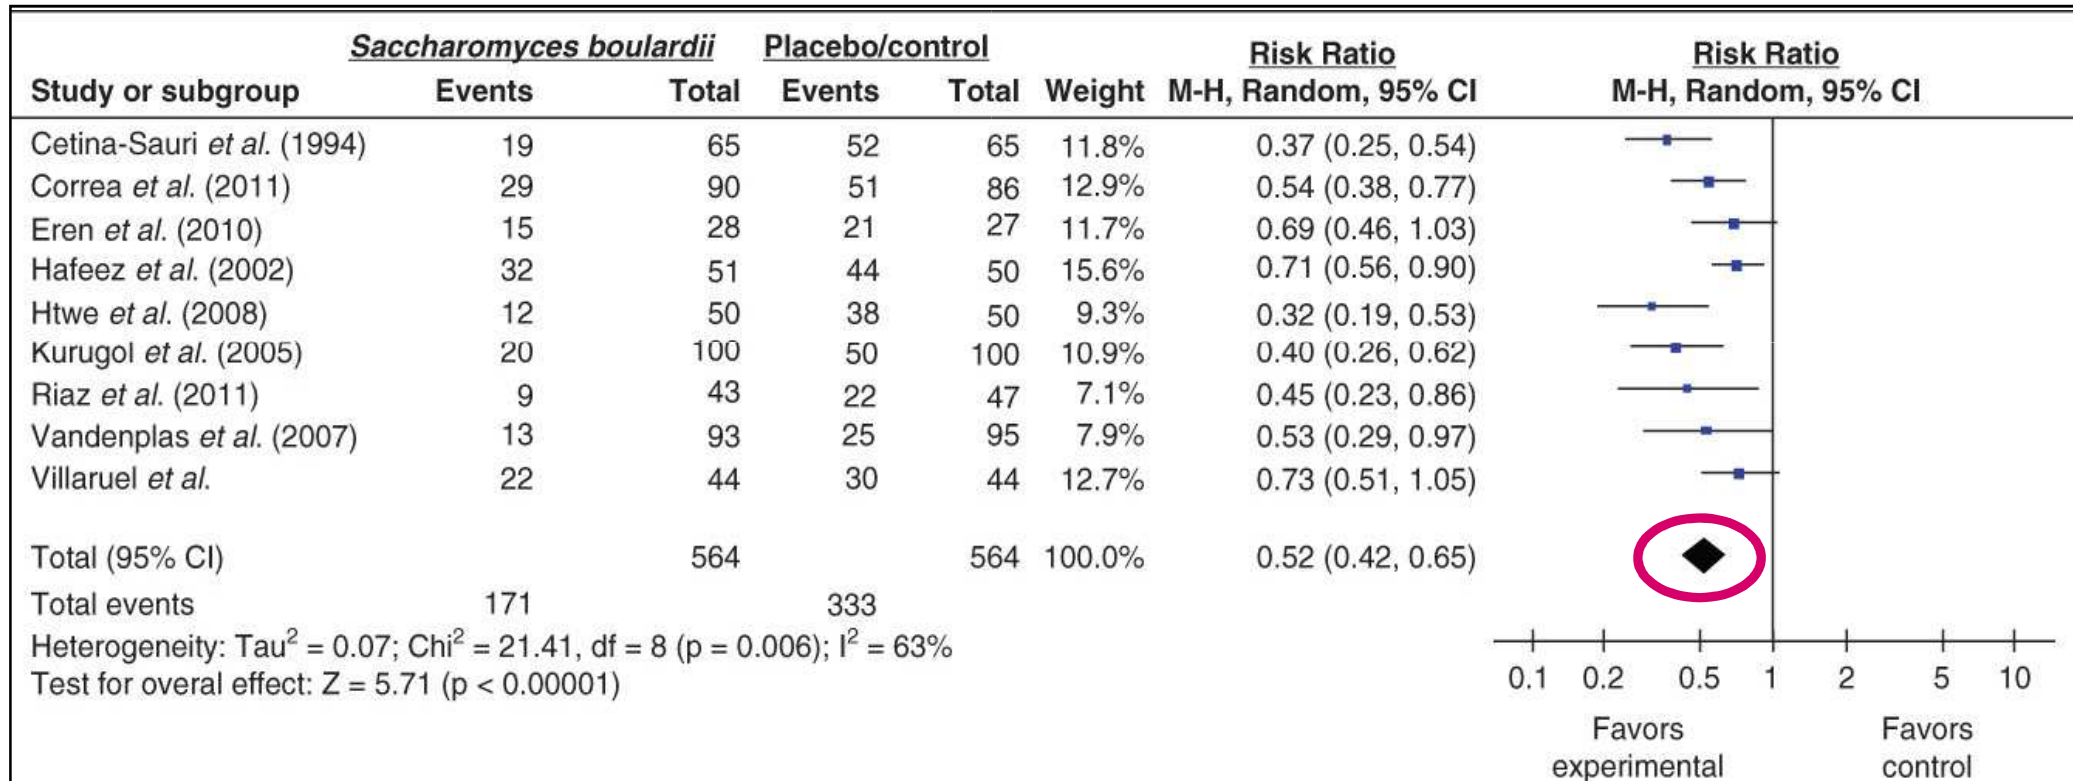 Saccharomyces boulardii Placebo/control Risk Ratio Risk Ratio
Study or subgroup Events Total Events Total Weight M-H, Random, 95% CI M-H, Random, 95% CI
Cetina-Sauri et al. (1994) 19 65 52 65 11.8% 0.37 (0.25, 0.54)
Correa et al. (2011) 29 90 51 86 12.9% 0.54 (0.38, 0.77)
Eren et al. (2010) 15 28 21 27 11.7% 0.69 (0.46, 1.03)
Hafeez et al. (2002) 32 51 44 50 15.6% 0.71 (0.56, 0.90)
Htwe et al. (2008) 12 50 38 50 9.3% 0.32 (0.19, 0.53)
Kurugol et al. (2005) 20 100 50 100 10.9% 0.40 (0.26, 0.62)
Riaz et al. (2011) 9 43 22 47 7.1% 0.45 (0.23, 0.86)
Vandenplas et al. (2007) 13 93 25 95 7.9% 0.53 (0.29, 0.97)
Villaruel et al. 22 44 30 44 12.7% 0.73 (0.51, 1.05)
Total (95% CI) 564 564 100.0% 0.52 (0.42, 0.65)
Total events 171 333
Heterogeneity: Tau² = 0.07; Chi² = 21.41, df = 8 (p = 0.006); I² = 63%
Test for overal effect: Z = 5.71 (p < 0.00001)
0.1 0.2 0.5 1 2 5 10
Favors Favors
experimental control